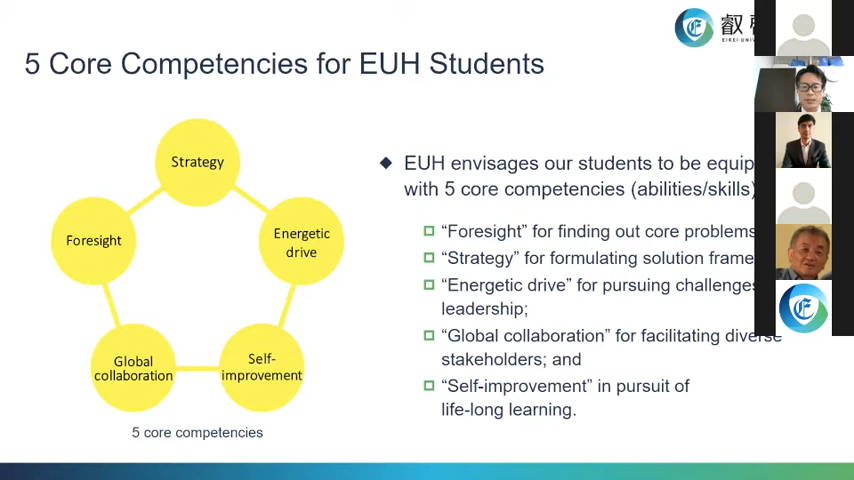 叡
EIKEI UNIV
5 Core Competencies for EUH Students
Strategy
Foresight
Energetic
drive
Global
collaboration
Self-
improvement
5 core competencies
EUH envisages our students to be equip
with 5 core competencies (abilities/skills)
“Foresight” for finding out core problems
“Strategy” for formulating solution frame
“Energetic drive” for pursuing challenges
leadership;
“Global collaboration” for facilitating diverse
stakeholders; and
“Self-improvement” in pursuit of
life-long learning.